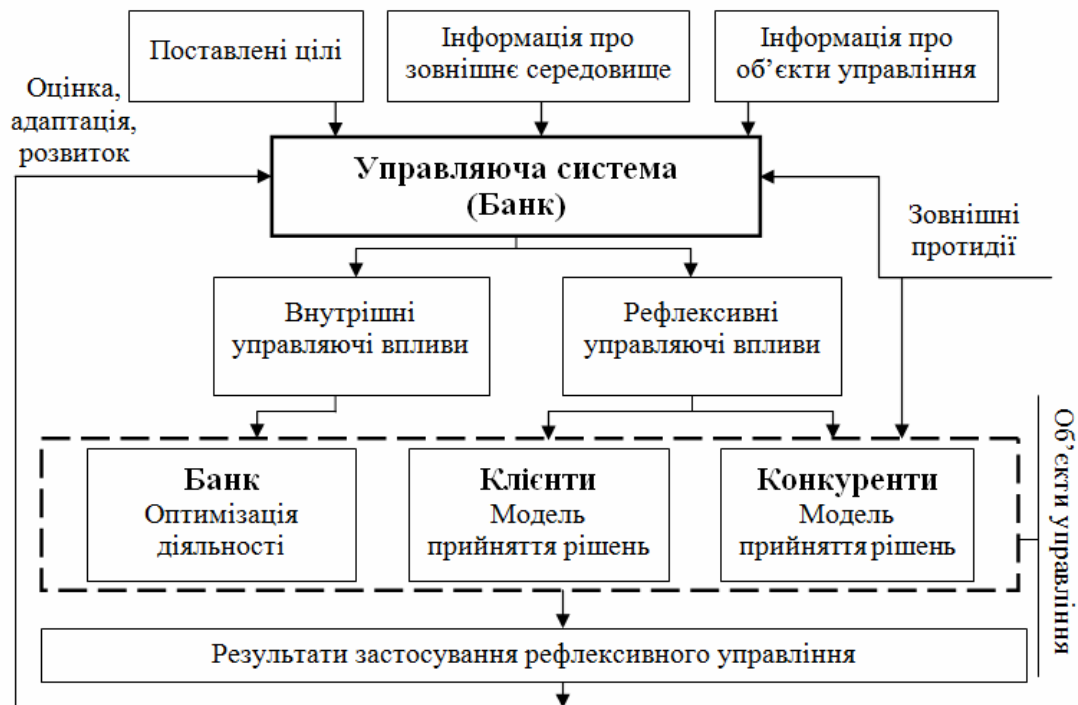 Поставлені цілі
Інформація про
зовнішнє середовище
Інформація про
об’єкти управління
Оцінка,
адаптація,
розвиток
Управляюча система
(Банк)
Зовнішні
протидії
Внутрішні
управляючі впливи
Рефлексивні
управляючі впливи
Банк
Оптимізація
діяльності
Клієнти
Модель
прийняття рішень
Конкуренти
Модель
прийняття рішень
Об’єкти управління
Результати застосування рефлексивного управління